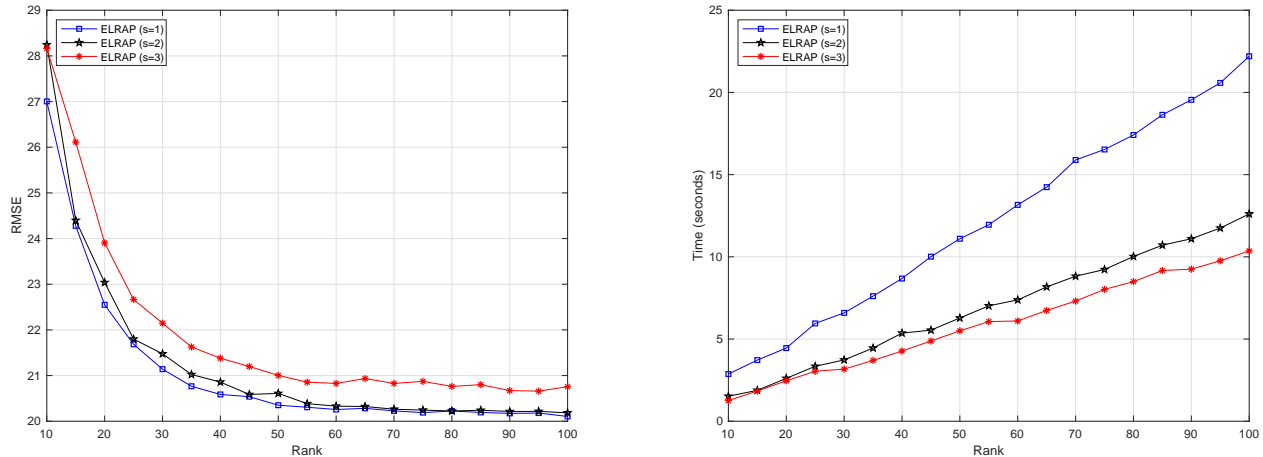 29
28
27
26
25
24
23
22
21
20
RMSE
ELRAP (s=1)
ELRAP (s=2)
ELRAP (s=3)
10 20 30 40 50 60 70 80 90 100
Rank
25
20
15
10
5
0
Time (seconds)
ELRAP (s=1)
ELRAP (s=2)
ELRAP (s=3)
10 20 30 40 50 60 70 80 90 100
Rank